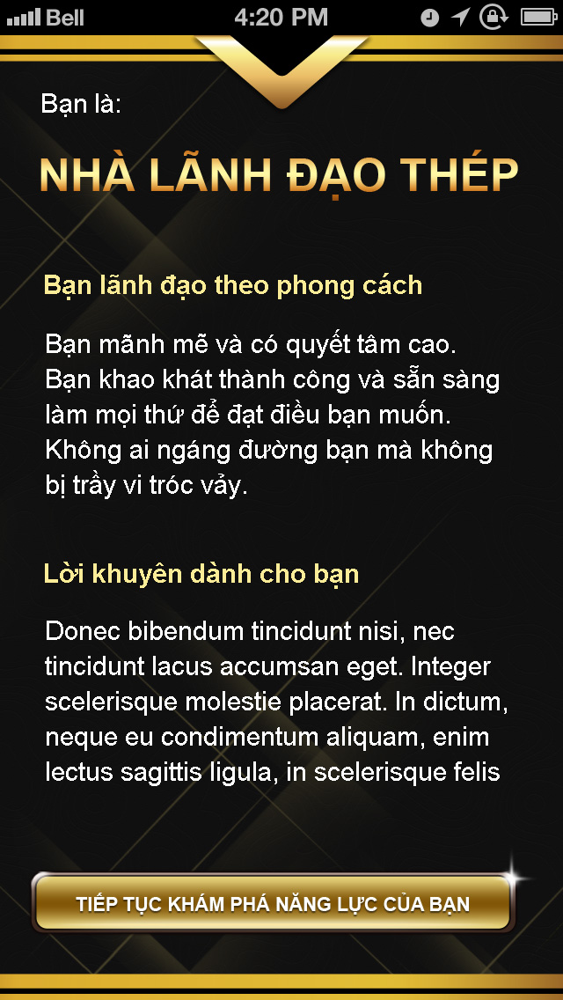 Bell 4:20 PM
Bạn là:
NHÀ LÃNH ĐẠO THÉP
Bạn lãnh đạo theo phong cách
Bạn mãnh mẽ và có quyết tâm cao.
Bạn khao khát thành công và sẵn sàng
làm mọi thứ để đạt điều bạn muốn.
Không ai ngáng đường bạn mà không
bị trầy vi tróc vảy.
Lời khuyên dành cho bạn
Donec bibendum tincidunt nisi, nec
tincidunt lacus accumsan eget. Integer
scelerisque molestie placerat. In dictum,
neque eu condimentum aliquam, enim
lectus sagittis ligula, in scelerisque felis
TIẾP TỤC KHÁM PHÁ NĂNG LỰC CỦA BẠN